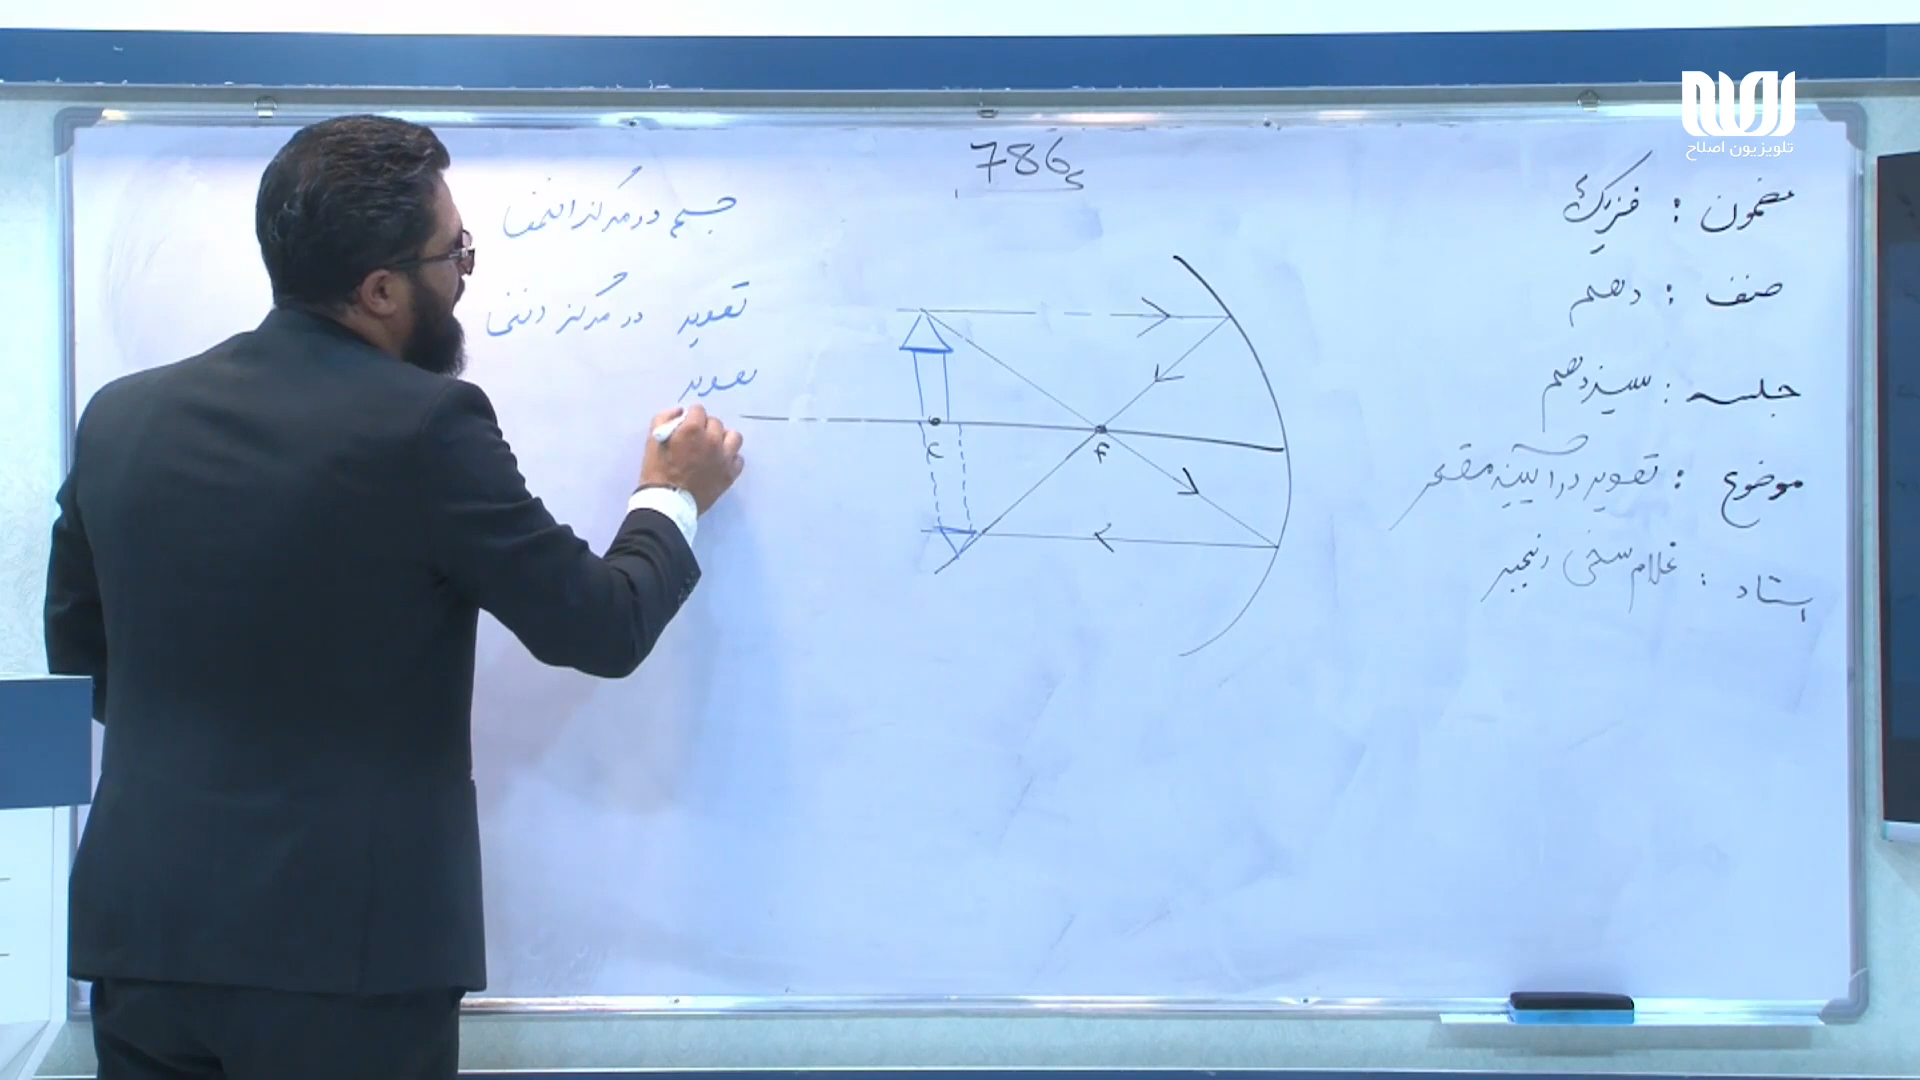 تلویزیون اصلاح
786
مضمون : فزیک
صنف : دهم
جلسه : سیزدهم
موضوع : تصویر در آیینه مقعر
استاد : غلام سخی رنجبر
جسم در مرکز انحنا
تصویر در مرکز انحنا
تصویر
c
F